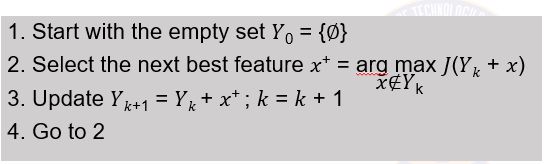 1. Start with the empty set Y₀ = {∅}
2. Select the next best feature x⁺ = arg max J(Yₖ + x)
x∉Yₖ
3. Update Yₖ₊₁ = Yₖ + x⁺ ; k = k + 1
4. Go to 2